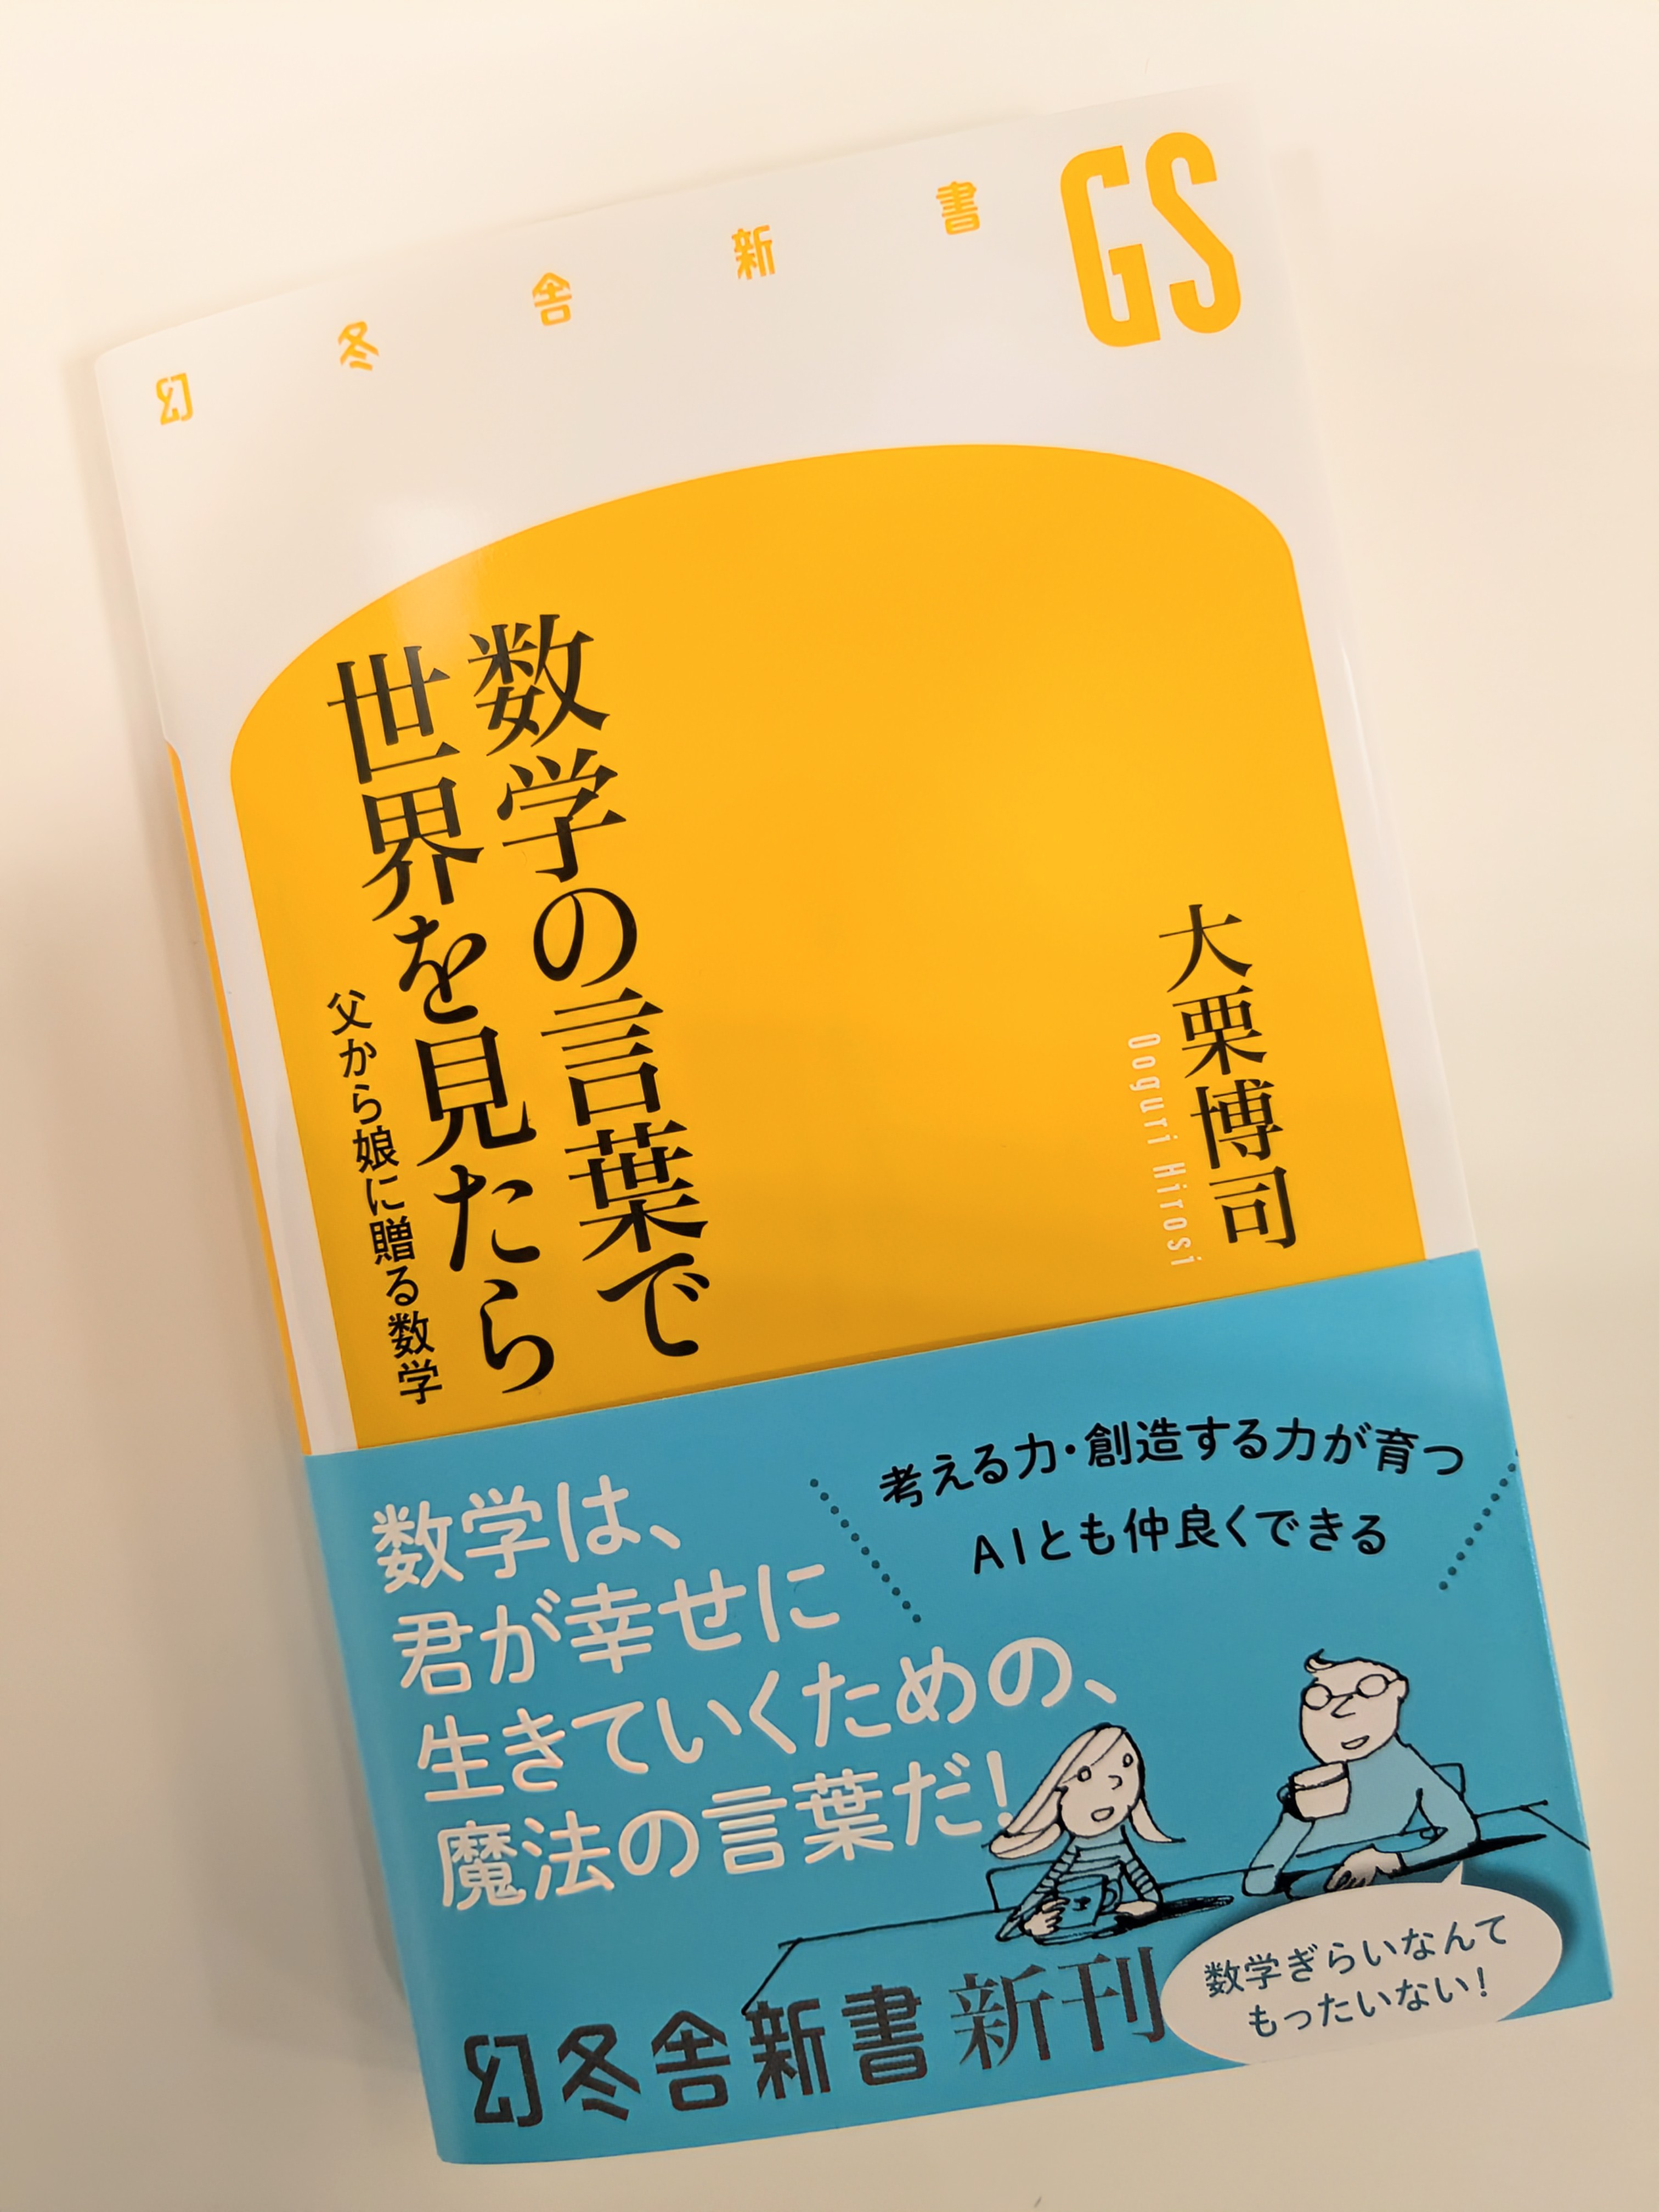 幻冬舎新書
GS
数学の言葉で
世界を見たら
父から娘に贈る数学
大栗博司
Ooguri Hirosi
考える力・創造する力が育つ
AIとも仲良くできる
数学は、
君が幸せに
生きていくための、
魔法の言葉だ!
数学ぎらいなんて
もったいない!
幻冬舎新書 新刊